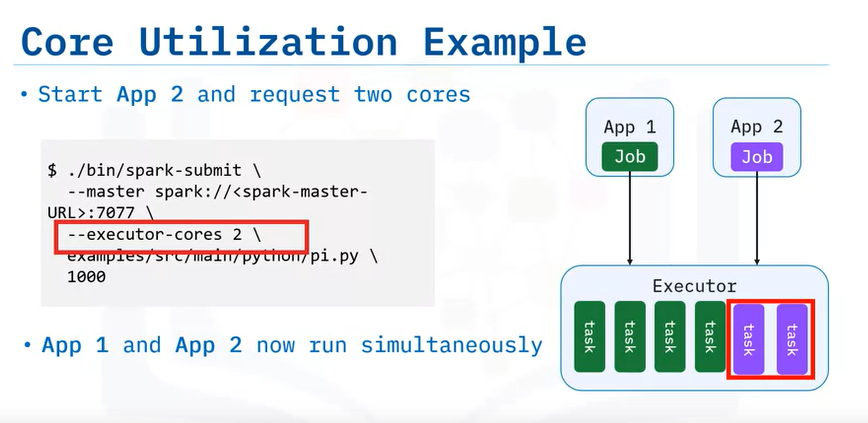 Core Utilization Example
• Start App 2 and request two cores
$ ./bin/spark-submit \
--master spark://<spark-master-
URL>:7077 \
--executor-cores 2 \
examples/src/main/python/pi.py \
1000
• App 1 and App 2 now run simultaneously
App 1
Job
App 2
Job
Executor
task
task
task
task
task
task